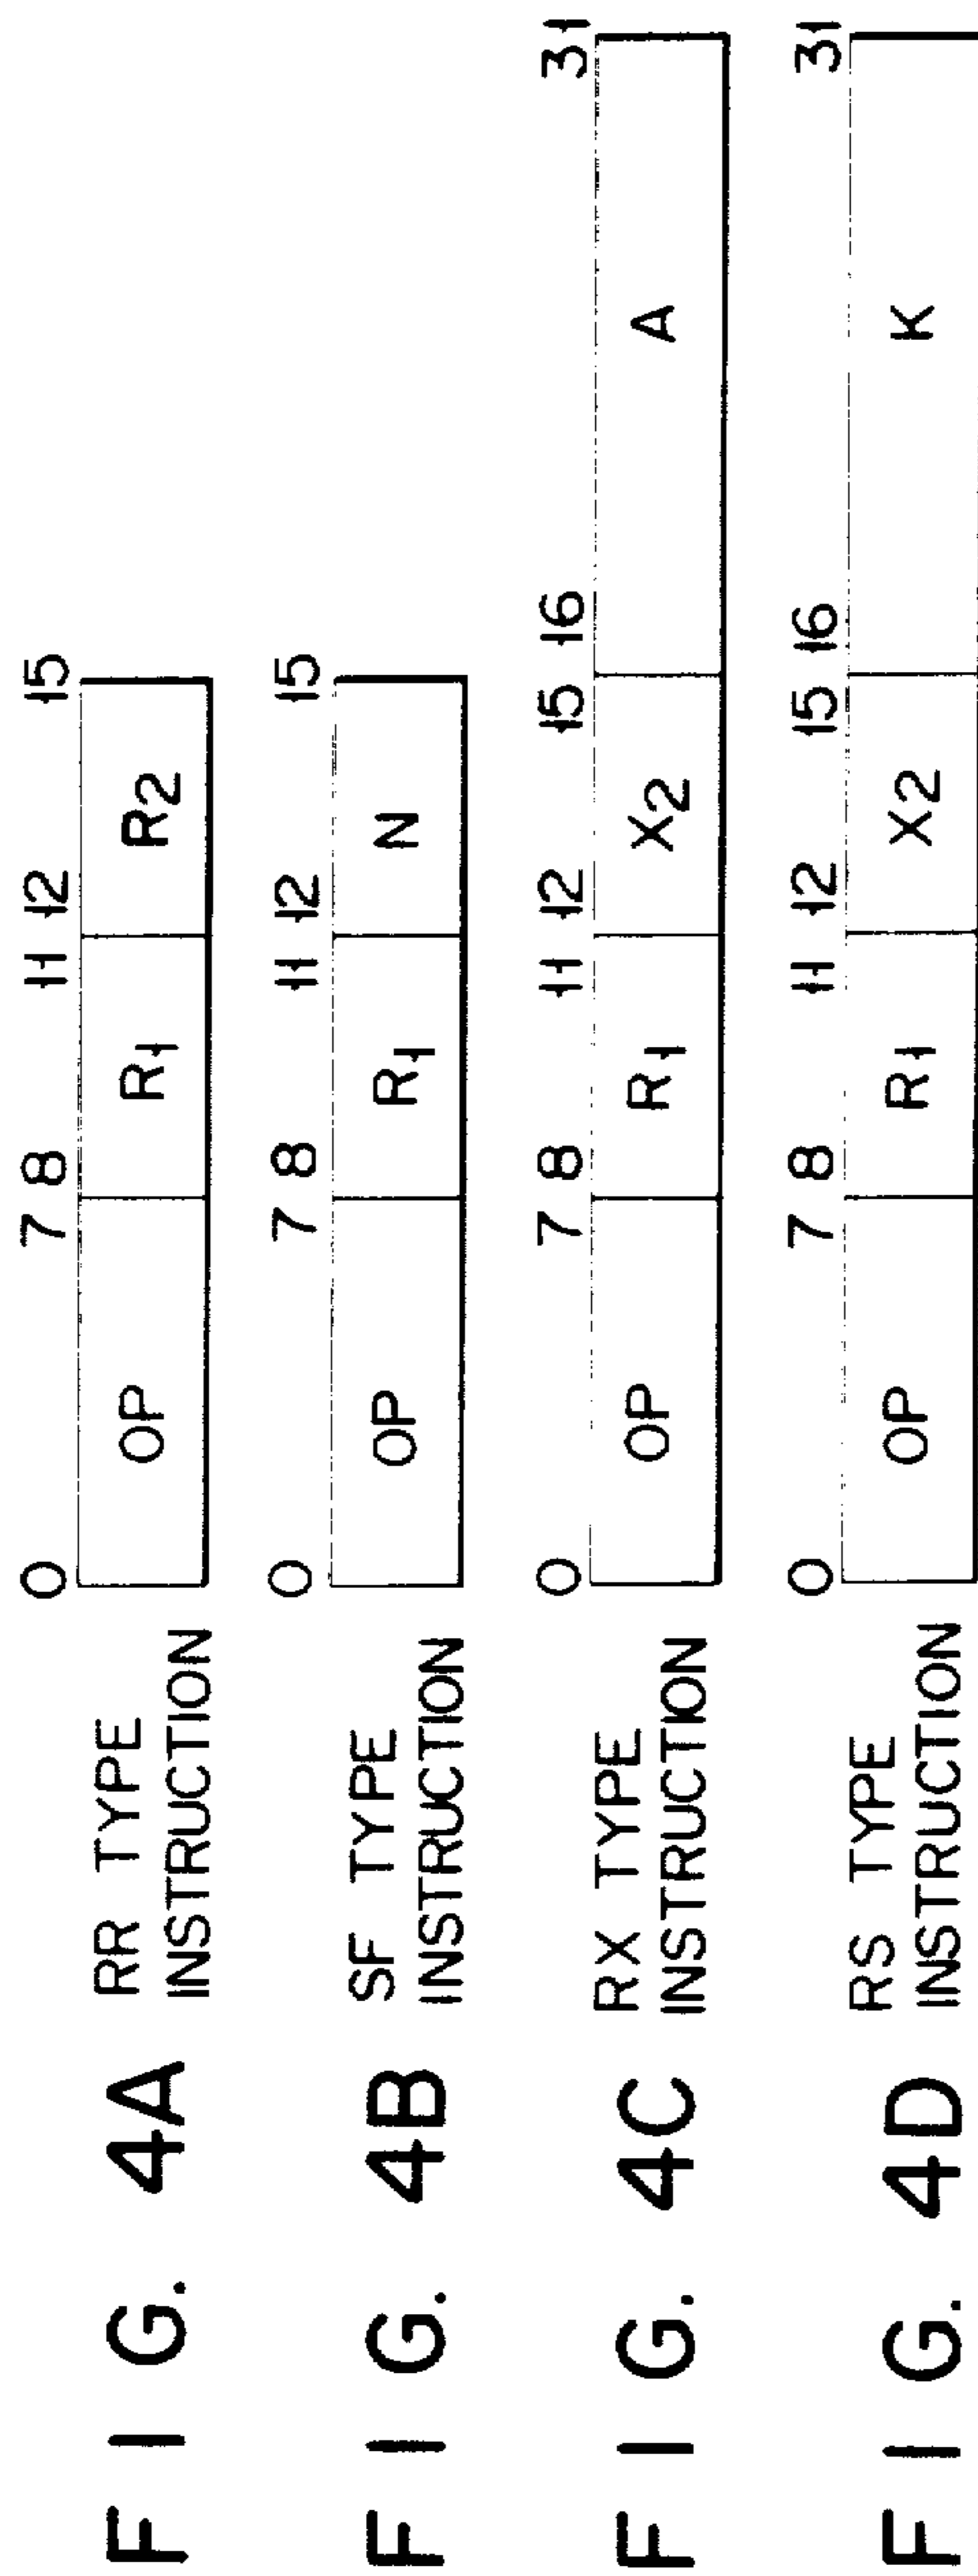 FIG. 4A RR TYPE INSTRUCTION
0 7 8 11 12 15
OP R1 R2
FIG. 4B SF TYPE INSTRUCTION
0 7 8 11 12 15
OP R1 N
FIG. 4C RX TYPE INSTRUCTION
0 7 8 11 12 15 16 31
OP R1 X2 A
FIG. 4D RS TYPE INSTRUCTION
0 7 8 11 12 15 16 31
OP R1 X2 K